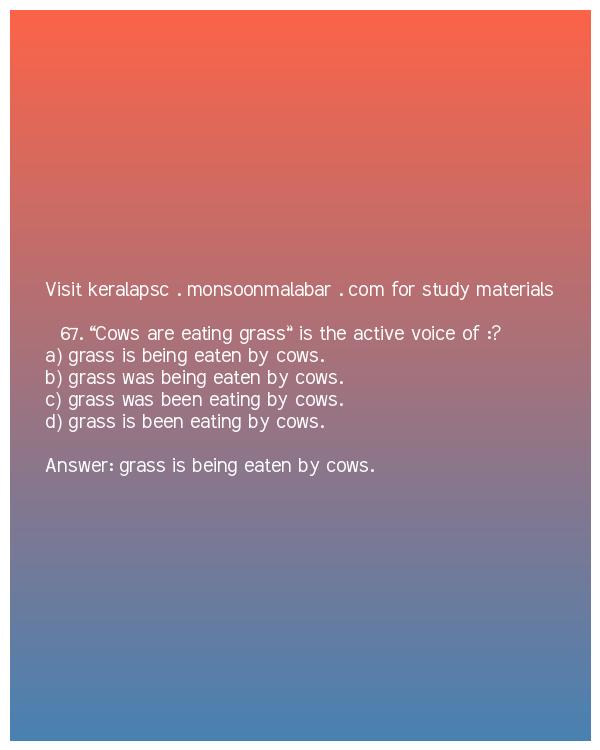 Visit keralapsc . monsoonmalabar . com for study materials
67. “Cows are eating grass” is the active voice of :?
a) grass is being eaten by cows.
b) grass was being eaten by cows.
c) grass was been eating by cows.
d) grass is been eating by cows.
Answer: grass is being eaten by cows.